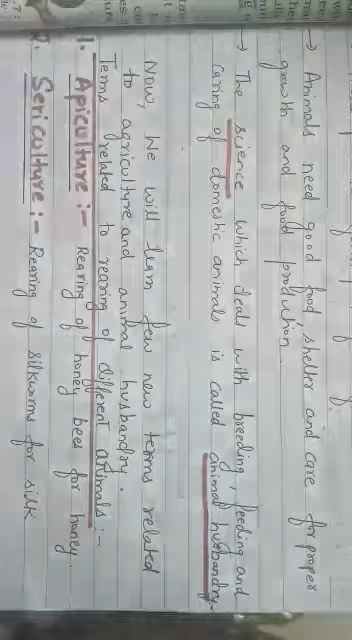 → Animals need good food, shelter and care for proper
growth and food production.
→ The science which deals with breeding, feeding and
caring of domestic animals is called animal husbandry.
Now, We will learn few new terms related
to agriculture and animal husbandry.
Terms related to rearing of different animals:-
1. Apiculture:- Rearing of honey bees for honey.
2. Sericulture:- Rearing of silkworms for silk